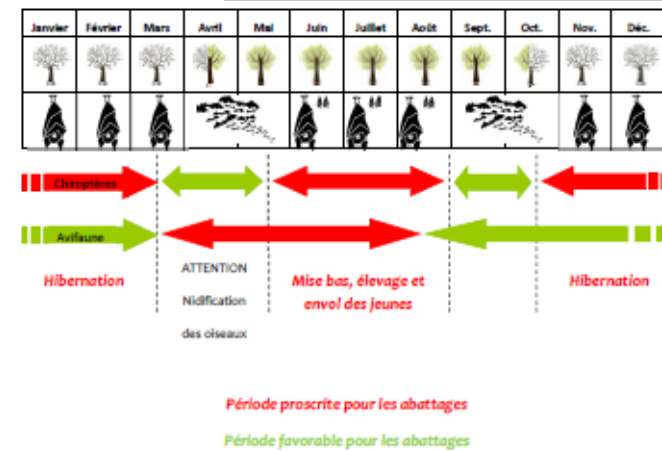 Janvier Février Mars Avril Mai Juin Juillet Août Sept. Oct. Nov. Déc.
Chiroptères
Avifaune
Hibernation
ATTENTION
Nidification
des oiseaux
Mise bas, élevage et
envol des jeunes
Hibernation
Période proscrite pour les abattages
Période favorable pour les abattages